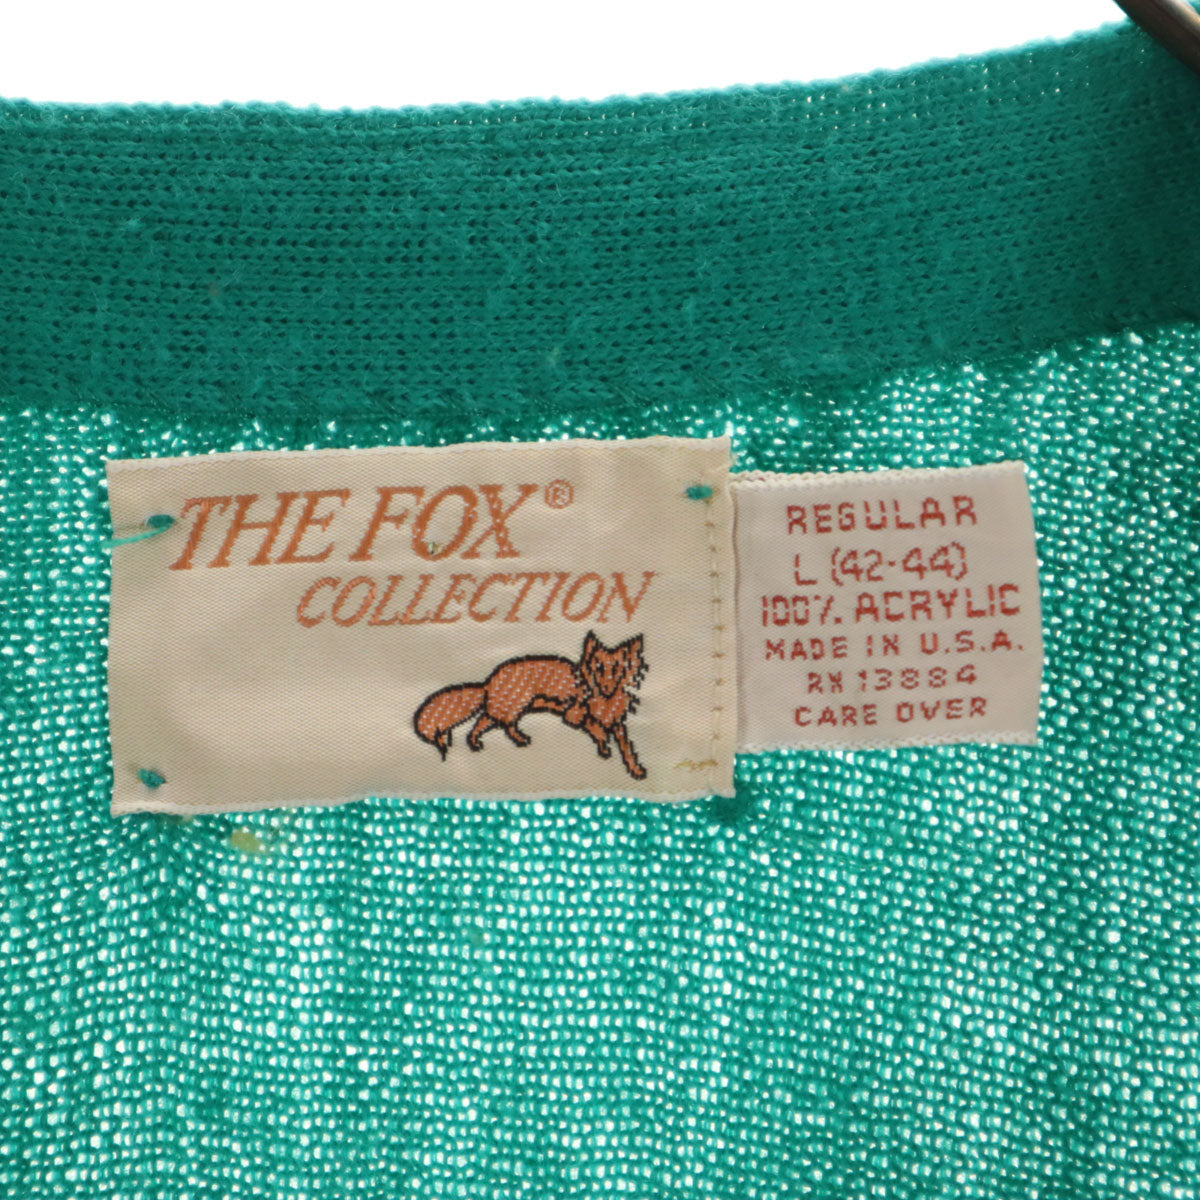 THE FOX®
COLLECTION
REGULAR
L (42-44)
100% ACRYLIC
MADE IN U.S.A.
RN 13884
CARE OVER